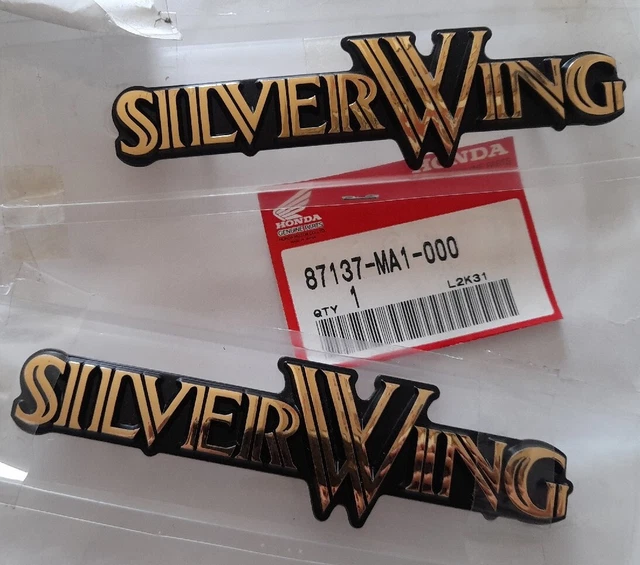 SILVERWING
HONDA
HONDA
GENUINE PARTS
87137-MA1-000
L2K31
QTY 1
SILVERWING